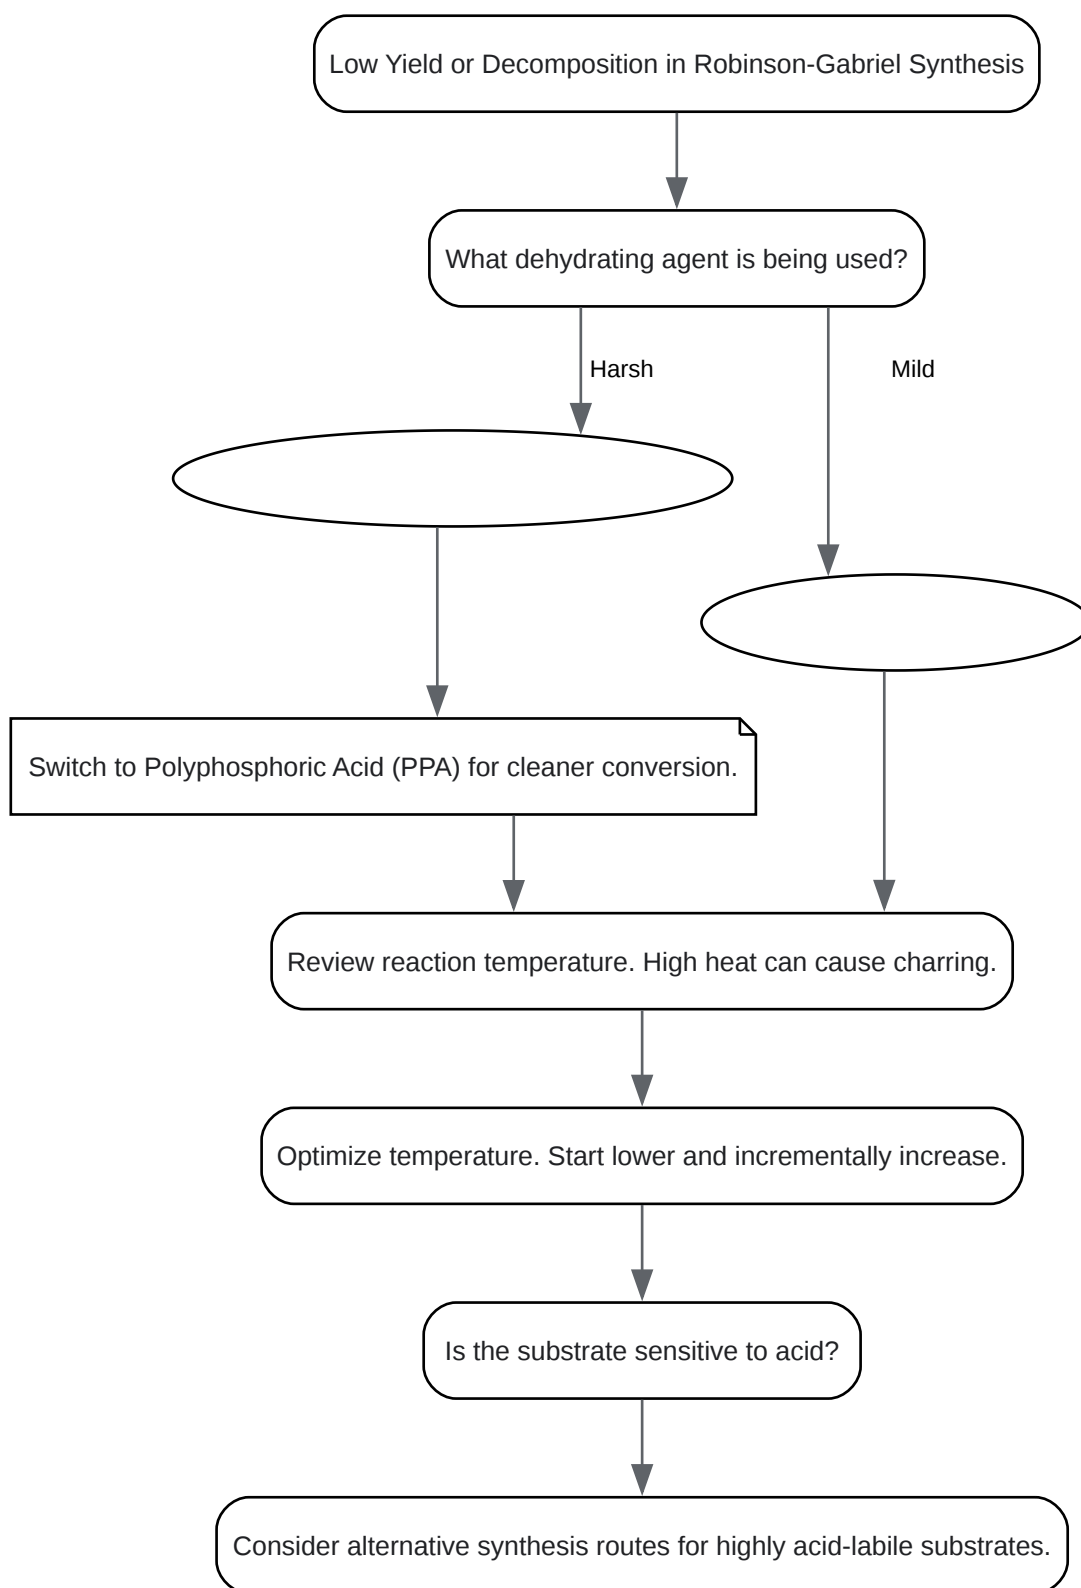 Low Yield or Decomposition in Robinson-Gabriel Synthesis
What dehydrating agent is being used?
Harsh
Mild
Switch to Polyphosphoric Acid (PPA) for cleaner conversion.
Review reaction temperature. High heat can cause charring.
Optimize temperature. Start lower and incrementally increase.
Is the substrate sensitive to acid?
Consider alternative synthesis routes for highly acid-labile substrates.